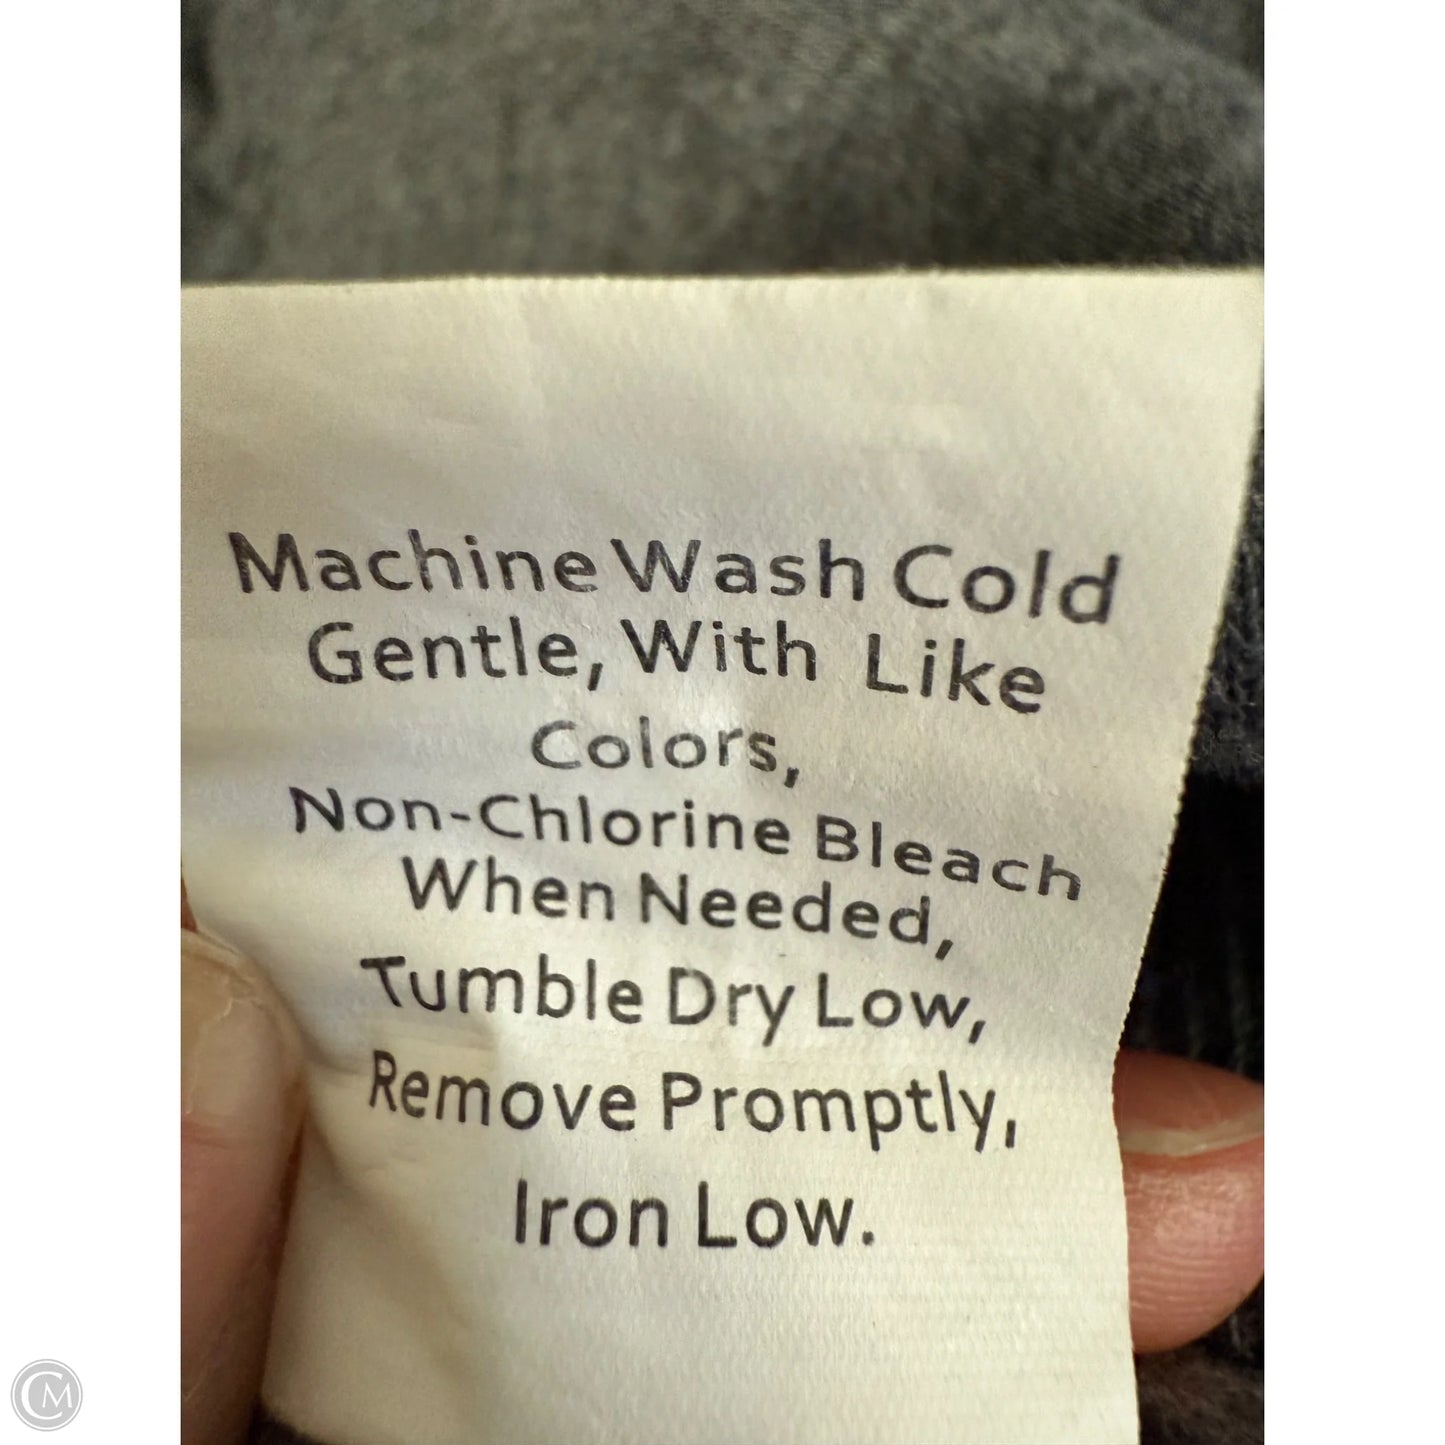 Machine Wash Cold
Gentle, With Like
Colors,
Non-Chlorine Bleach
When Needed,
Tumble Dry Low,
Remove Promptly,
Iron Low.
CM